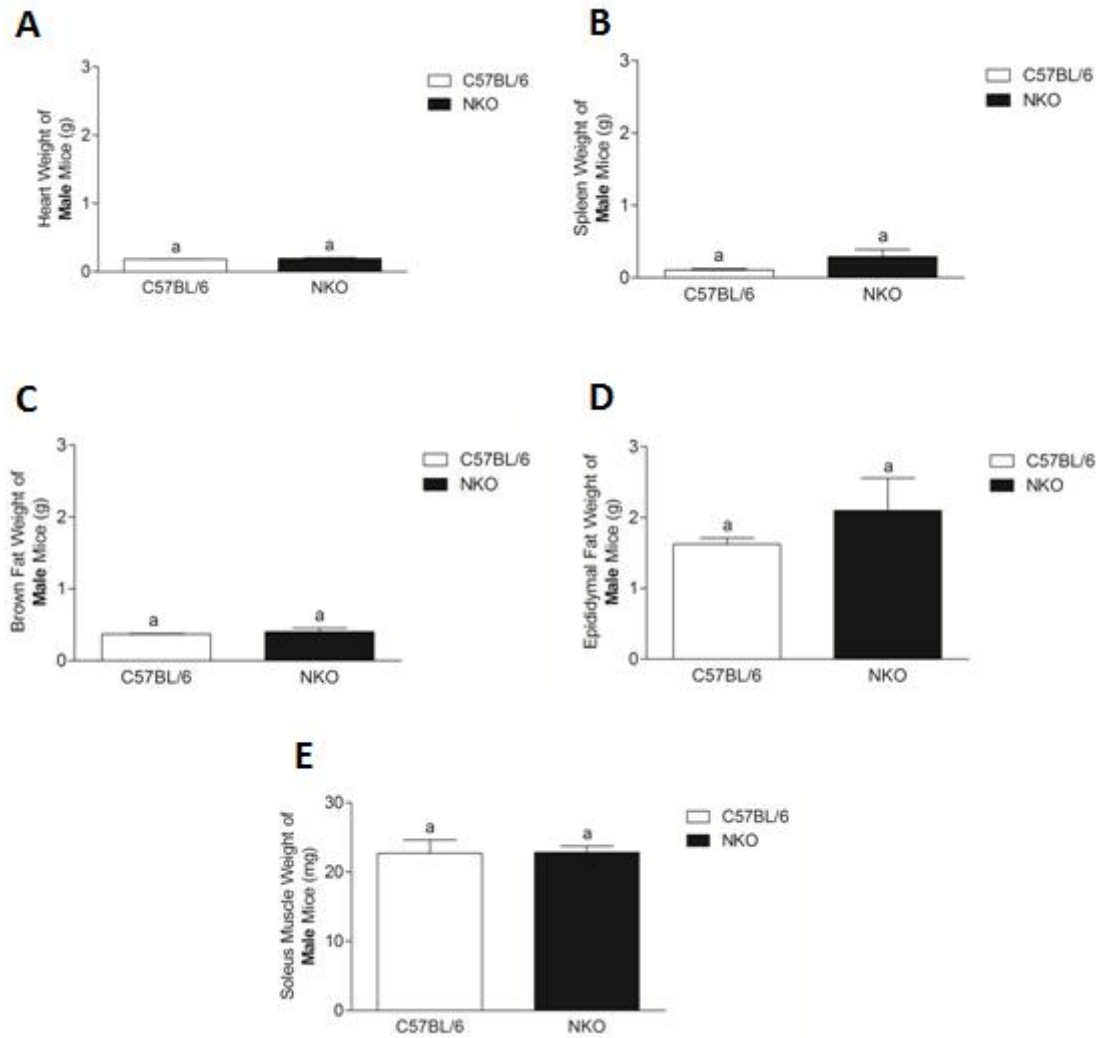 A
Heart Weight of
Male Mice (g)
3
2
1
0
a
a
C57BL/6
NKO
C57BL/6
NKO
B
Spleen Weight of
Male Mice (g)
3
2
1
0
a
a
C57BL/6
NKO
C57BL/6
NKO
C
Brown Fat Weight of
Male Mice (g)
3
2
1
0
a
a
C57BL/6
NKO
C57BL/6
NKO
D
Epididymal Fat Weight of
Male Mice (g)
3
2
1
0
a
a
C57BL/6
NKO
C57BL/6
NKO
E
Soleus Muscle Weight of
Male Mice (mg)
30
20
10
0
a
a
C57BL/6
NKO
C57BL/6
NKO